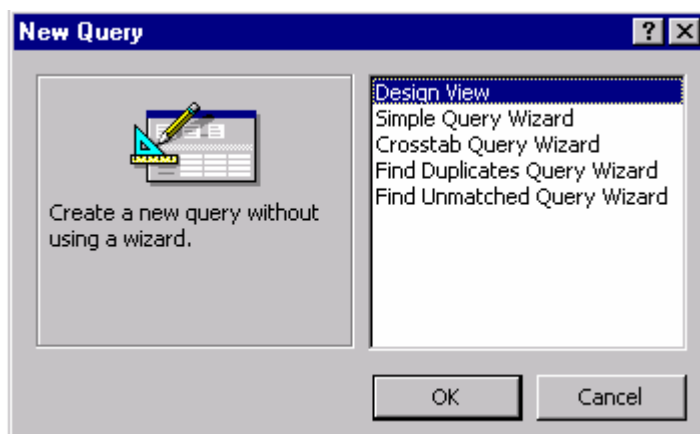 New Query
Create a new query without
using a wizard.
Design View
Simple Query Wizard
Crosstab Query Wizard
Find Duplicates Query Wizard
Find Unmatched Query Wizard
OK
Cancel